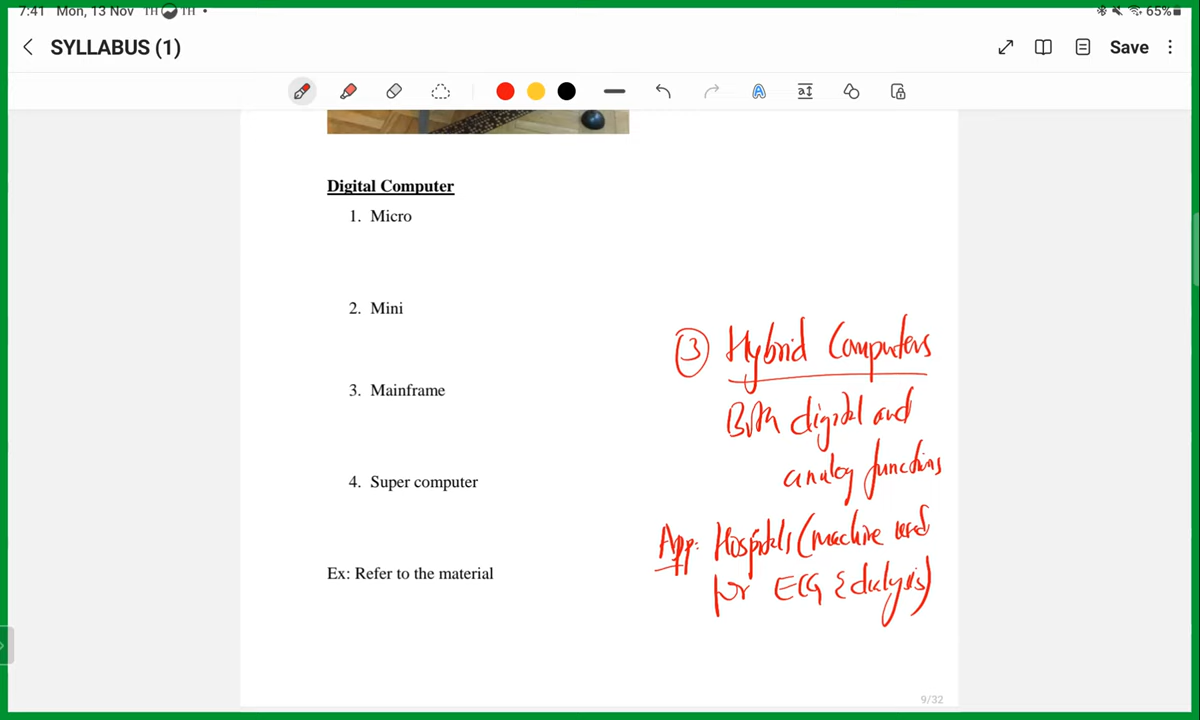 7:41 Mon, 13 Nov TH TH •
65%
SYLLABUS (1)
Save
Digital Computer
1. Micro
2. Mini
3. Mainframe
4. Super computer
Ex: Refer to the material
3 Hybrid Computers
Both digital and
analog functions
App: Hospitals (machine used
for ECG & dialysis)
9/32